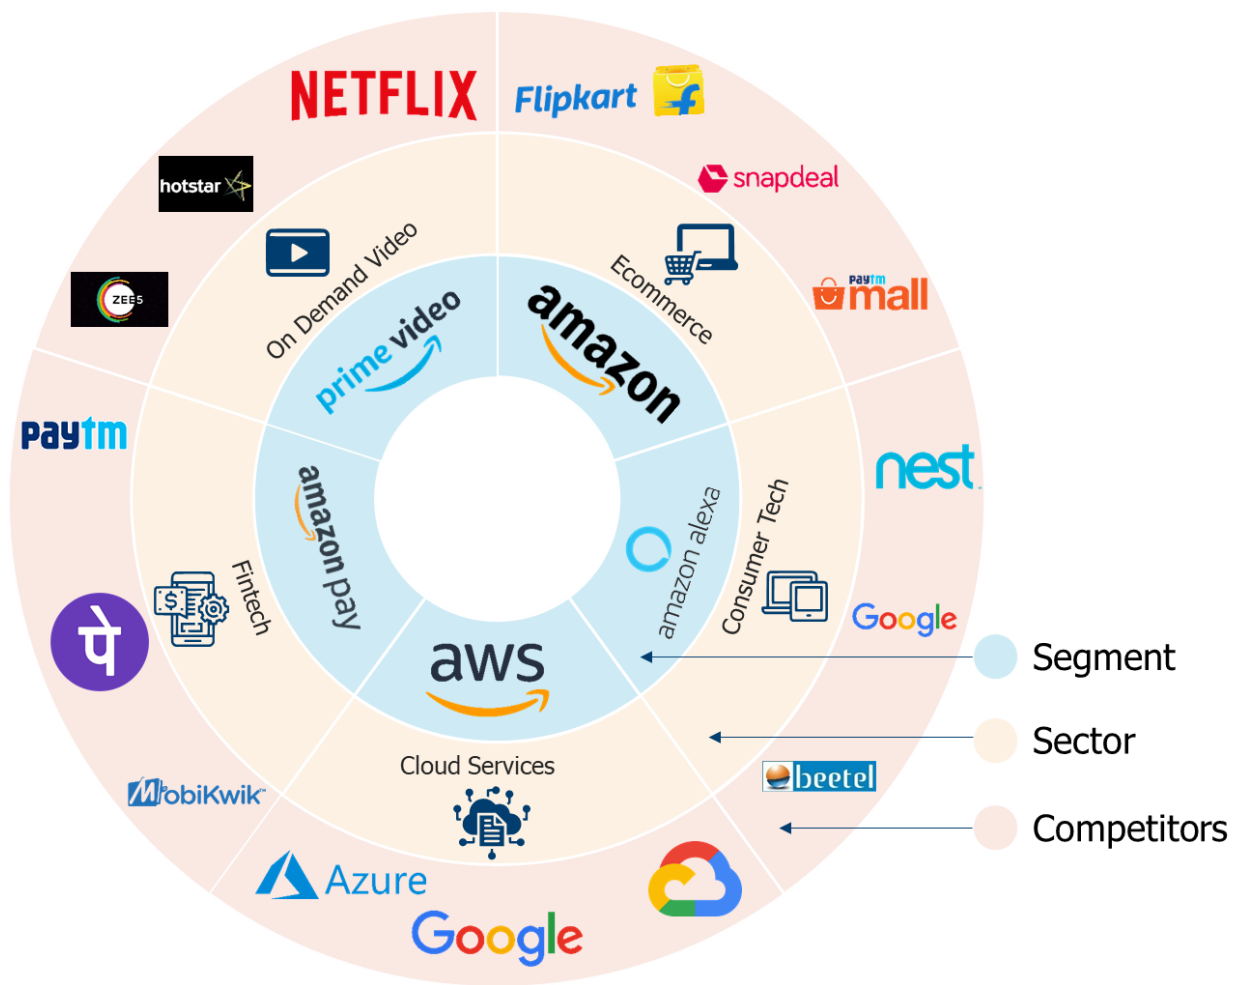 NETFLIX
Flipkart
hotstar
snapdeal
ZEE5
On Demand Video
Ecommerce
paytm
mall
prime video
amazon
paytm
nest
amazon pay
amazon alexa
Consumer Tech
Fintech
$
पे
Google
aws
Segment
Sector
Cloud Services
beetel
MobiKwik™
Competitors
Azure
Google